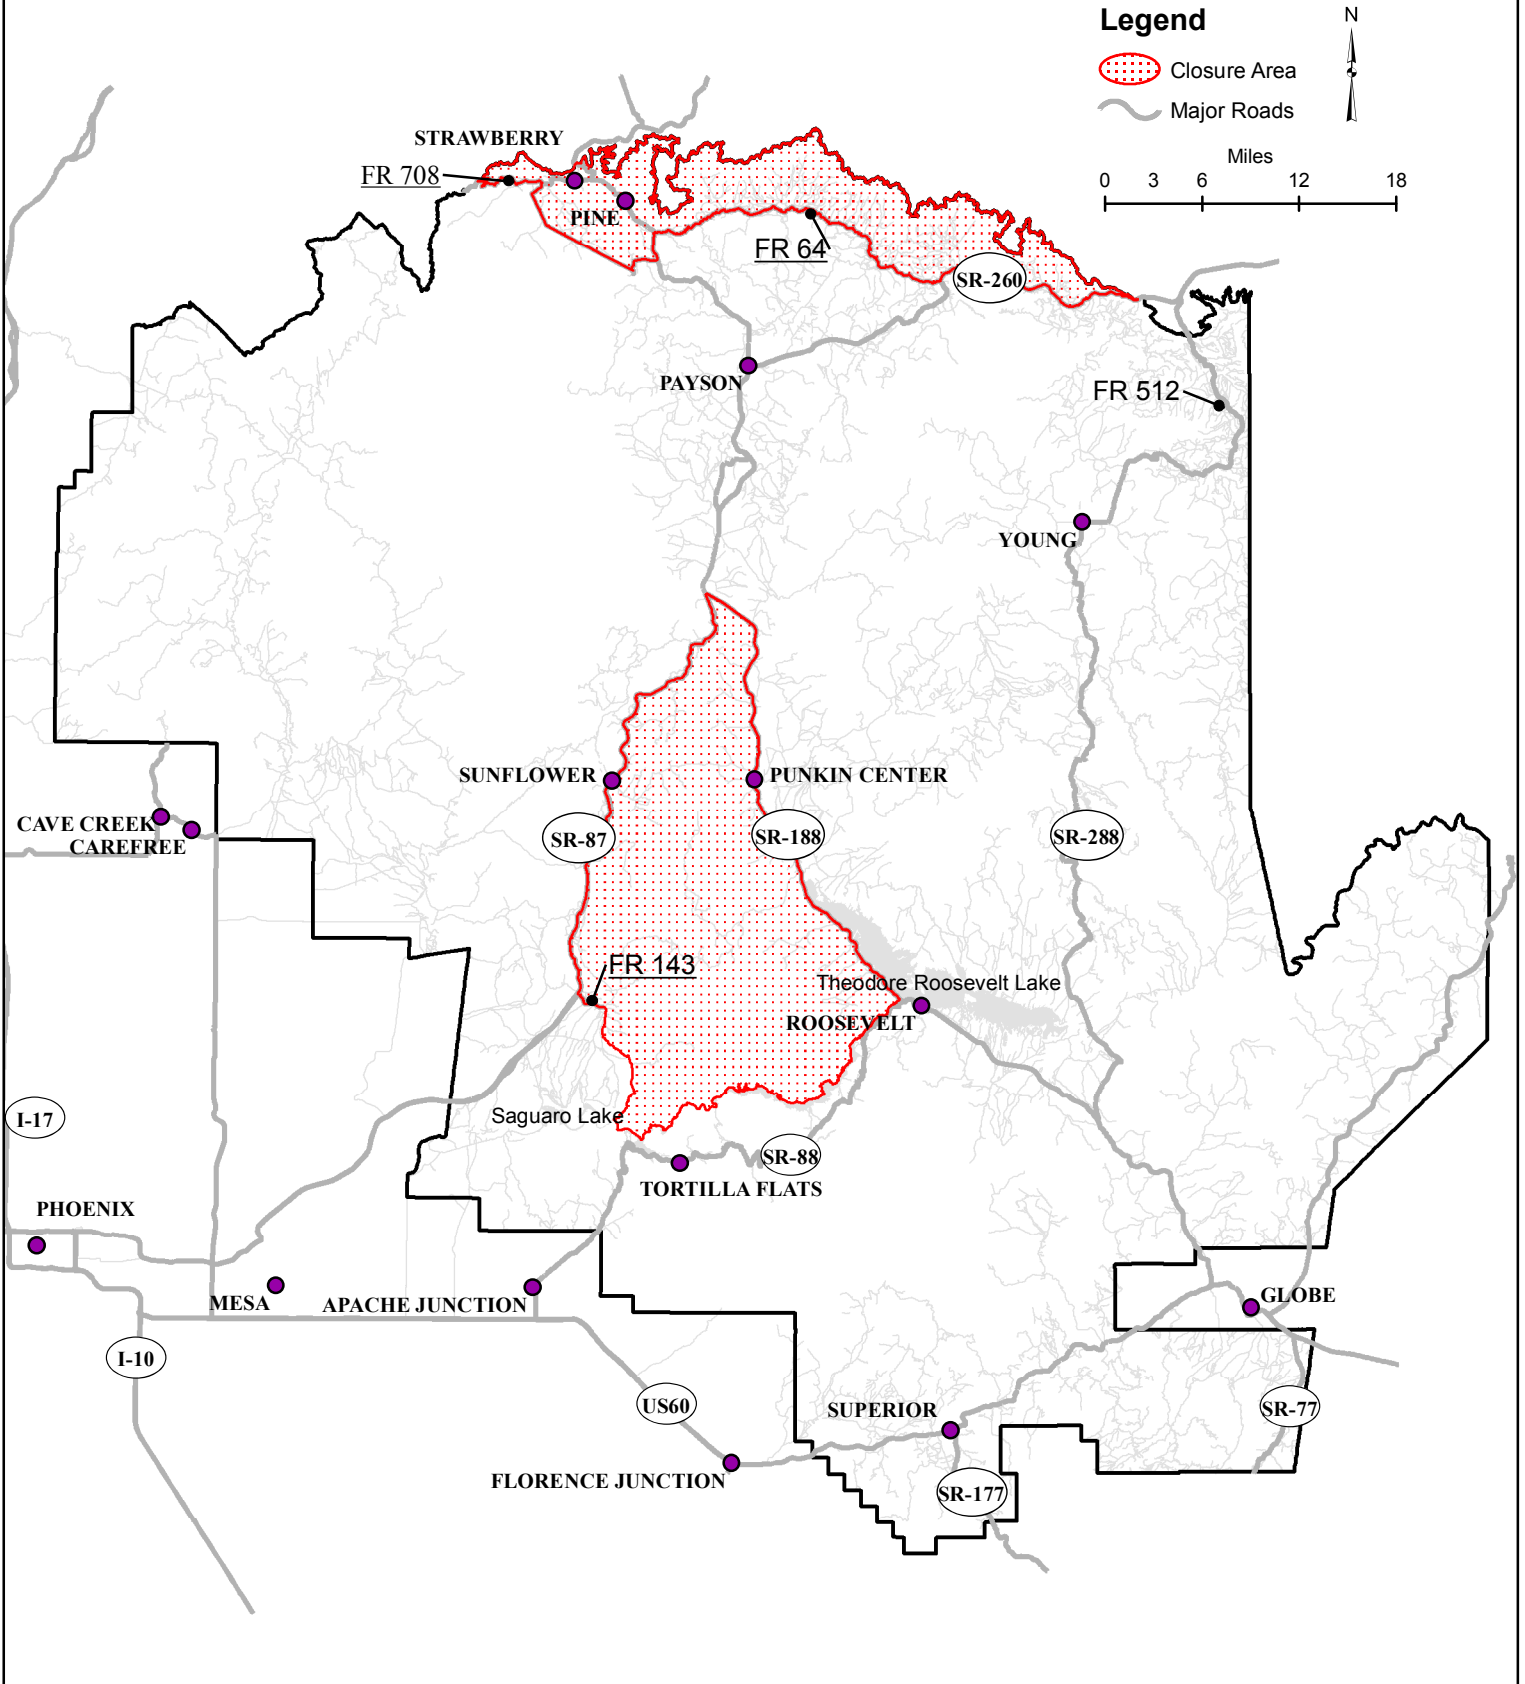 Legend
N
Closure Area
Major Roads
Miles
0 3 6 12 18
STRAWBERRY
FR 708
PINE
FR 64
SR-260
PAYSON
FR 512
YOUNG
SUNFLOWER
PUNKIN CENTER
CAVE CREEK
CAREFREE
SR-87
SR-188
SR-288
FR 143
Theodore Roosevelt Lake
ROOSEVELT
Saguaro Lake
I-17
SR-88
TORTILLA FLATS
PHOENIX
MESA
APACHE JUNCTION
GLOBE
I-10
US60
SUPERIOR
SR-77
FLORENCE JUNCTION
SR-177